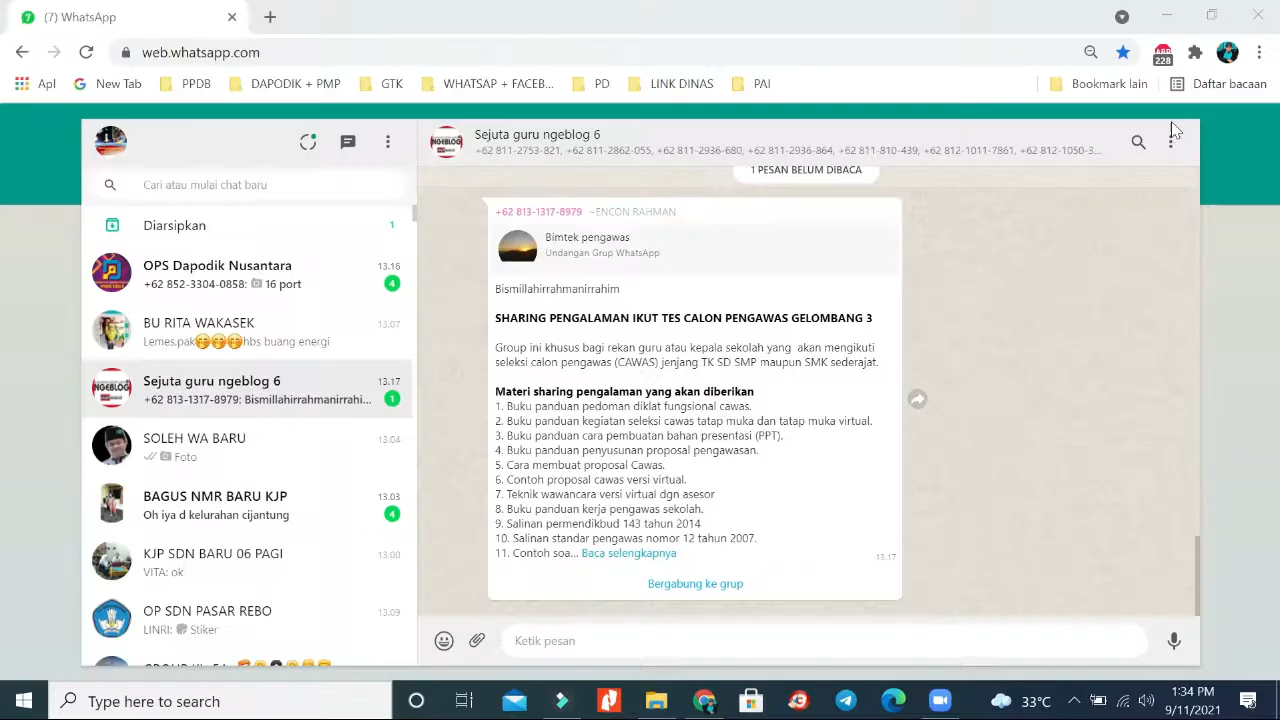 (7) WhatsApp
web.whatsapp.com
228
Apl
New Tab
PPDB
DAPODIK + PMP
GTK
WHATSAP + FACEB...
PD
LINK DINAS
PAI
Bookmark lain
Daftar bacaan
Cari atau mulai chat baru
Diarsipkan
1
OPS Dapodik Nusantara
13.16
+62 852-3304-0858: 16 port
4
BU RITA WAKASEK
13.07
Lemes.pak hbs.buang energi
Sejuta guru ngeblog 6
13.17
+62 813-1317-8979: Bismillahirrahmanirrahi...
1
SOLEH WA BARU
13.04
Foto
BAGUS NMR BARU KJP
13.03
Oh iya d kelurahan cijantung
4
KJP SDN BARU 06 PAGI
13.00
VITA: ok
OP SDN PASAR REBO
13.09
LINRI: Stiker
NGEBLOG
Sejuta guru ngeblog 6
+62 811-2753-821, +62 811-2862-055, +62 811-2936-680, +62 811-2936-864, +62 811-810-439, +62 812-1011-7861, +62 812-1050-3...
1 PESAN BELUM DIBACA
+62 813-1317-8979 ~ENCON RAHMAN
Bimtek pengawas
Undangan Grup WhatsApp
Bismillahirrahmanirrahim
SHARING PENGALAMAN IKUT TES CALON PENGAWAS GELOMBANG 3
Group ini khusus bagi rekan guru atau kepala sekolah yang akan mengikuti
seleksi calon pengawas (CAWAS) jenjang TK SD SMP maupun SMK sederajat.
Materi sharing pengalaman yang akan diberikan
1. Buku panduan pedoman diklat fungsional cawas.
2. Buku panduan kegiatan seleksi cawas tatap muka dan tatap muka virtual.
3. Buku panduan cara pembuatan bahan presentasi (PPT).
4. Buku panduan penyusunan proposal pengawasan.
5. Cara membuat proposal Cawas.
6. Contoh proposal cawas versi virtual.
7. Teknik wawancara versi virtual dgn asesor
8. Buku panduan kerja pengawas sekolah.
9. Salinan permendikbud 143 tahun 2014
10. Salinan standar pengawas nomor 12 tahun 2007.
11. Contoh soa... Baca selengkapnya
13.17
Bergabung ke grup
Ketik pesan
Type here to search
33°C
1:34 PM
9/11/2021